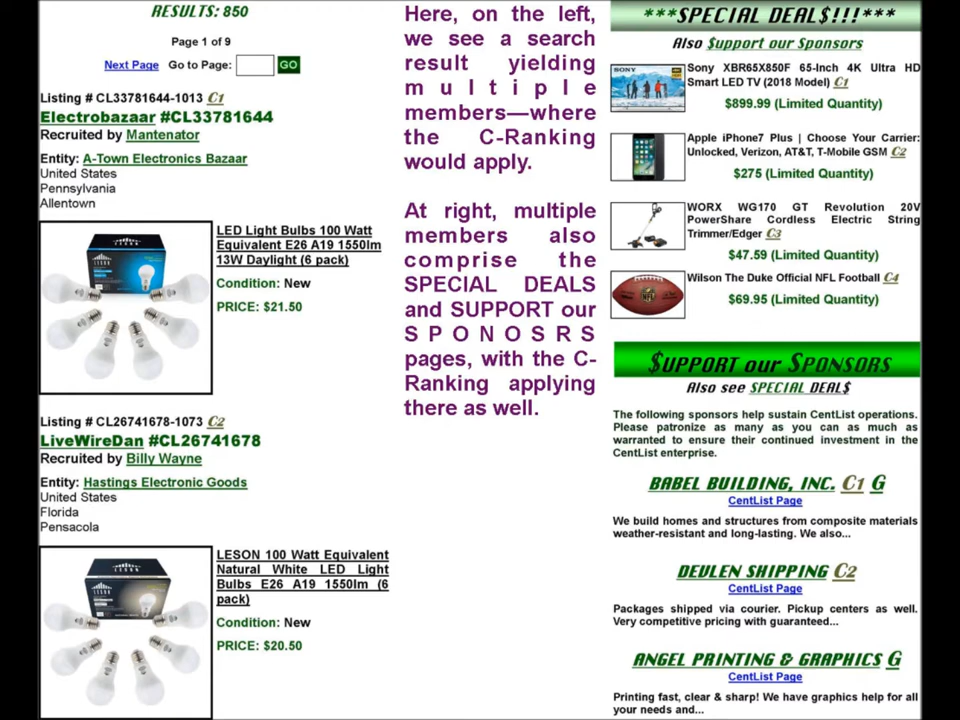 RESULTS: 850
Page 1 of 9
Next Page Go to Page: GO
Listing # CL33781644-1013 C1
Electrobazaar #CL33781644
Recruited by Mantenator
Entity: A-Town Electronics Bazaar
United States
Pennsylvania
Allentown
LESON
LED Light Bulbs 100 Watt
Equivalent E26 A19 1550lm
13W Daylight (6 pack)
Condition: New
PRICE: $21.50
Listing # CL26741678-1073 C2
LiveWireDan #CL26741678
Recruited by Billy Wayne
Entity: Hastings Electronic Goods
United States
Florida
Pensacola
LESON
LESON 100 Watt Equivalent
Natural White LED Light
Bulbs E26 A19 1550lm (6
pack)
Condition: New
PRICE: $20.50
Here, on the left,
we see a search
result yielding
multiple
members—where
the C-Ranking
would apply.
At right, multiple
members also
comprise the
SPECIAL DEALS
and SUPPORT our
SPONOSRS
pages, with the C-
Ranking applying
there as well.
***SPECIAL DEAL$!!!***
Also $upport our Sponsors
SONY
Sony XBR65X850F 65-Inch 4K Ultra HD
Smart LED TV (2018 Model) C1
$899.99 (Limited Quantity)
Apple iPhone7 Plus | Choose Your Carrier:
Unlocked, Verizon, AT&T, T-Mobile GSM C2
$275 (Limited Quantity)
WORX WG170 GT Revolution 20V
PowerShare Cordless Electric String
Trimmer/Edger C3
$47.59 (Limited Quantity)
NFL
Wilson The Duke Official NFL Football C4
$69.95 (Limited Quantity)
$UPPORT our SPONSORS
Also see SPECIAL DEAL$
The following sponsors help sustain CentList operations.
Please patronize as many as you can as much as
warranted to ensure their continued investment in the
CentList enterprise.
BABEL BUILDING, INC. C1 G
CentList Page
We build homes and structures from composite materials
weather-resistant and long-lasting. We also...
DEVLEN SHIPPING C2
CentList Page
Packages shipped via courier. Pickup centers as well.
Very competitive pricing with guaranteed...
ANGEL PRINTING & GRAPHICS G
CentList Page
Printing fast, clear & sharp! We have graphics help for all
your needs and...